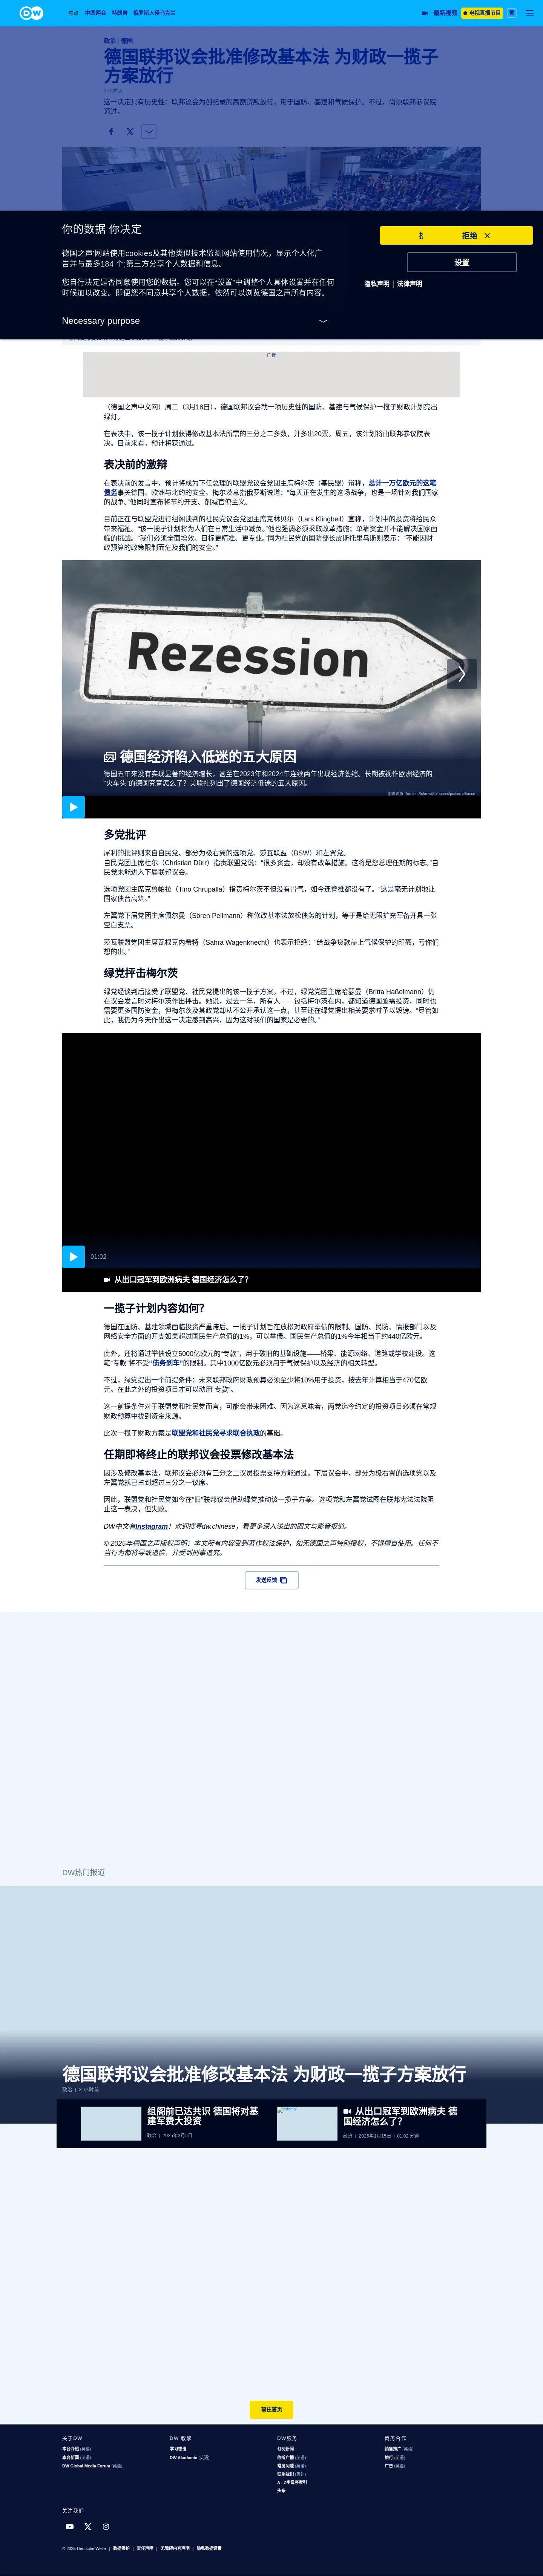 DW
焦点 中国两会 特朗普 俄罗斯入侵乌克兰
最新视频
电视直播节目
繁
政治 | 德国
德国联邦议会批准修改基本法 为财政一揽子
方案放行
3 小时前
这一决定具有历史性：联邦议会为创纪录的高额贷款放行，用于国防、基建和气候保护。不过，尚须联邦参议院
通过。
你的数据 你决定
德国之声'网站使用cookies及其他类似技术监测网站使用情况，显示个人化广
告并与最多184 个;第三方分享个人数据和信息。
您自行决定是否同意使用您的数据。您可以在"设置"中调整个人具体设置并在任何
时候加以改变。即便您不同意共享个人数据，依然可以浏览德国之声所有内容。
Necessary purpose
拒绝
设置
隐私声明 | 法律声明
广告
（德国之声中文网）周二（3月18日），德国联邦议会就一项历史性的国防、基建与气候保护一揽子财政计划亮出
绿灯。
在表决中，该一揽子计划获得修改基本法所需的三分之二多数，并多出20票。周五，该计划将由联邦参议院表
决。目前来看，预计将获通过。
表决前的激辩
在表决前的发言中，预计将成为下任总理的联盟党议会党团主席梅尔茨（基民盟）辩称，总计一万亿欧元的这笔
债务事关德国、欧洲与北约的安全。梅尔茨意指俄罗斯说道："每天正在发生的这场战争，也是一场针对我们国家
的战争。"他同时宣布将节约开支、削减官僚主义。
目前正在与联盟党进行组阁谈判的社民党议会党团主席克林贝尔（Lars Klingbeil）宣称，计划中的投资将给民众
带来福祉。"该一揽子计划将为人们在日常生活中减负。"他也强调必须采取改革措施；单靠资金并不能解决国家面
临的挑战。"我们必须全面增效、目标更精准、更专业。"同为社民党的国防部长皮斯托里乌斯则表示："不能因财
政预算的政策限制而危及我们的安全。"
Rezession
德国经济陷入低迷的五大原因
德国五年来没有实现显著的经济增长，甚至在2023年和2024年连续两年出现经济萎缩。长期被视作欧洲经济的
"火车头"的德国究竟怎么了？美联社列出了德国经济低迷的五大原因。
图像来源: Torsten Sukrow/Sulupress/picture alliance
多党批评
犀利的批评则来自自民党、部分为极右翼的选项党、莎瓦联盟（BSW）和左翼党。
自民党团主席杜尔（Christian Dürr）指责联盟党说："很多资金，却没有改革措施。这将是您总理任期的标志。"自
民党未能进入下届联邦议会。
选项党团主席克鲁帕拉（Tino Chrupalla）指责梅尔茨不但没有骨气，如今连脊椎都没有了。"这是毫无计划地让
国家债台高筑。"
左翼党下届党团主席佩尔曼（Sören Pellmann）称修改基本法放松债务的计划，等于是给无限扩充军备开具一张
空白支票。
莎瓦联盟党团主席瓦根克内希特（Sahra Wagenknecht）也表示拒绝："给战争贷款盖上气候保护的印戳，亏你们
想的出。"
绿党抨击梅尔茨
绿党经谈判后接受了联盟党、社民党提出的该一揽子方案。不过，绿党党团主席哈瑟曼（Britta Haßelmann）仍
在议会发言时对梅尔茨作出抨击。她说，过去一年，所有人——包括梅尔茨在内，都知道德国亟需投资，同时也
需要更多国防资金，但梅尔茨及其政党却从不公开承认这一点，甚至还在绿党提出相关要求时予以毁谤。"尽管如
此，我仍为今天作出这一决定感到高兴，因为这对我们的国家是必要的。"
01:02
从出口冠军到欧洲病夫 德国经济怎么了？
一揽子计划内容如何？
德国在国防、基建领域面临投资严重滞后。一揽子计划旨在放松对政府举债的限制。国防、民防、情报部门以及
网络安全方面的开支如果超过国民生产总值的1%，可以举债。国民生产总值的1%今年相当于约440亿欧元。
此外，还将通过举债设立5000亿欧元的"专款"，用于破旧的基础设施——桥梁、能源网络、道路或学校建设。这
笔"专款"将不受"债务刹车"的限制。其中1000亿欧元必须用于气候保护以及经济的相关转型。
不过，绿党提出一个前提条件：未来联邦政府财政预算必须至少将10%用于投资，按去年计算相当于470亿欧
元。在此之外的投资项目才可以动用"专款"。
这一前提条件对于联盟党和社民党而言，可能会带来困难。因为这意味着，两党迄今约定的投资项目必须在常规
财政预算中找到资金来源。
此次一揽子财政方案是联盟党和社民党寻求联合执政的基础。
任期即将终止的联邦议会投票修改基本法
因涉及修改基本法，联邦议会必须有三分之二议员投票支持方能通过。下届议会中，部分为极右翼的选项党以及
左翼党就已占到超过三分之一议席。
因此，联盟党和社民党如今在"旧"联邦议会借助绿党推动该一揽子方案。选项党和左翼党试图在联邦宪法法院阻
止这一表决，但失败。
DW中文有Instagram！欢迎搜寻dw.chinese，看更多深入浅出的图文与影音报道。
© 2025年德国之声版权声明：本文所有内容受到著作权法保护，如无德国之声特别授权，不得擅自使用。任何不
当行为都将导致追偿，并受到刑事追究。
发送反馈
DW热门报道
德国联邦议会批准修改基本法 为财政一揽子方案放行
政治 | 3 小时前
组阁前已达共识 德国将对基
建军费大投资
政治 | 2025年3月5日
从出口冠军到欧洲病夫 德
国经济怎么了？
经济 | 2025年1月15日 | 01:02 分钟
前往首页
关于DW
本台介绍 (英语)
本台新闻 (英语)
DW Global Media Forum (英语)
DW 教學
学习德语
DW Akademie (英语)
DW服务
订阅新闻
收听广播 (英语)
常见问题 (英语)
联系我们 (英语)
A - Z字母序索引
头条
商务合作
销售推广 (英语)
旅行 (英语)
广告 (英语)
关注我们
© 2025 Deutsche Welle | 数据保护 | 责任声明 | 无障碍内容声明 | 隐私数据设置